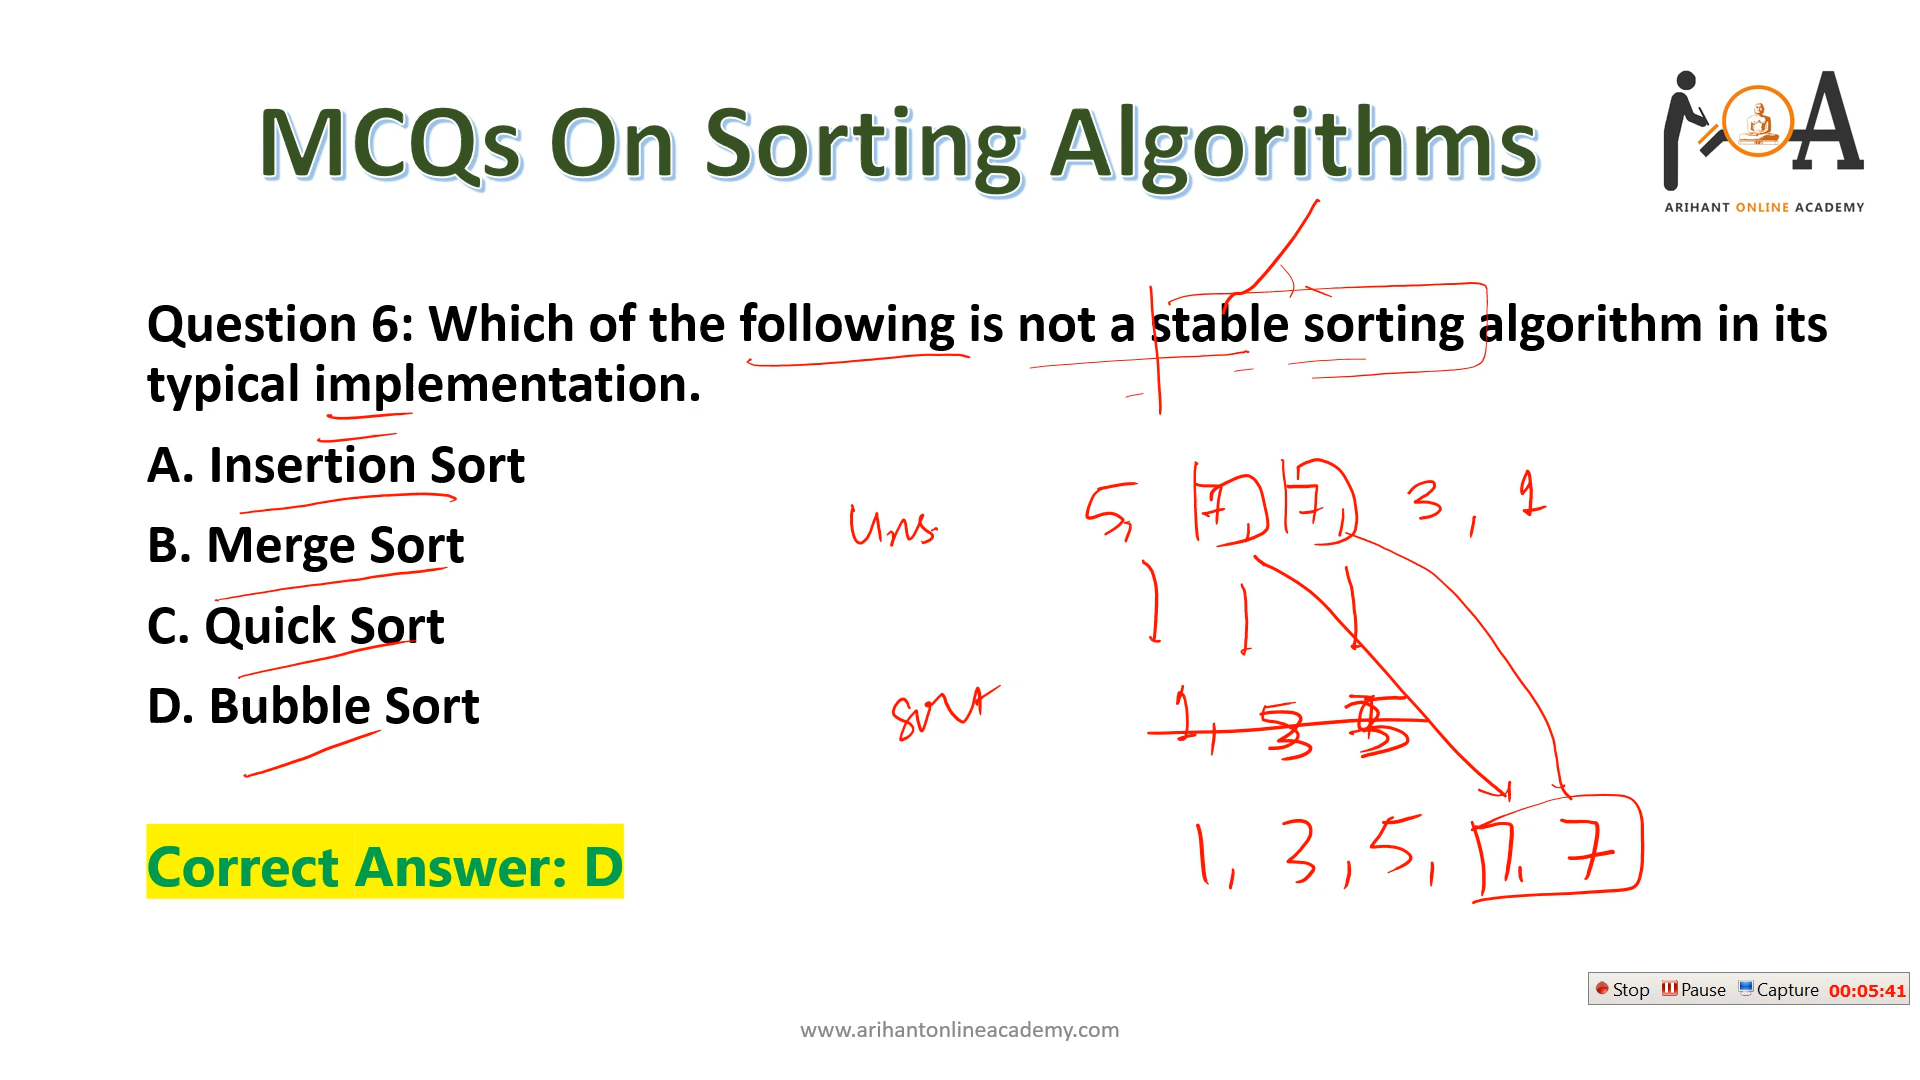 MCQs On Sorting Algorithms
ARIHANT ONLINE ACADEMY
Question 6: Which of the following is not a stable sorting algorithm in its
typical implementation.
A. Insertion Sort
B. Merge Sort
C. Quick Sort
D. Bubble Sort
Uns 5, 7, 7, 3, 1
sort
1, 3, 5, 7, 7
Correct Answer: D
Stop Pause Capture 00:05:41
www.arihantonlineacademy.com